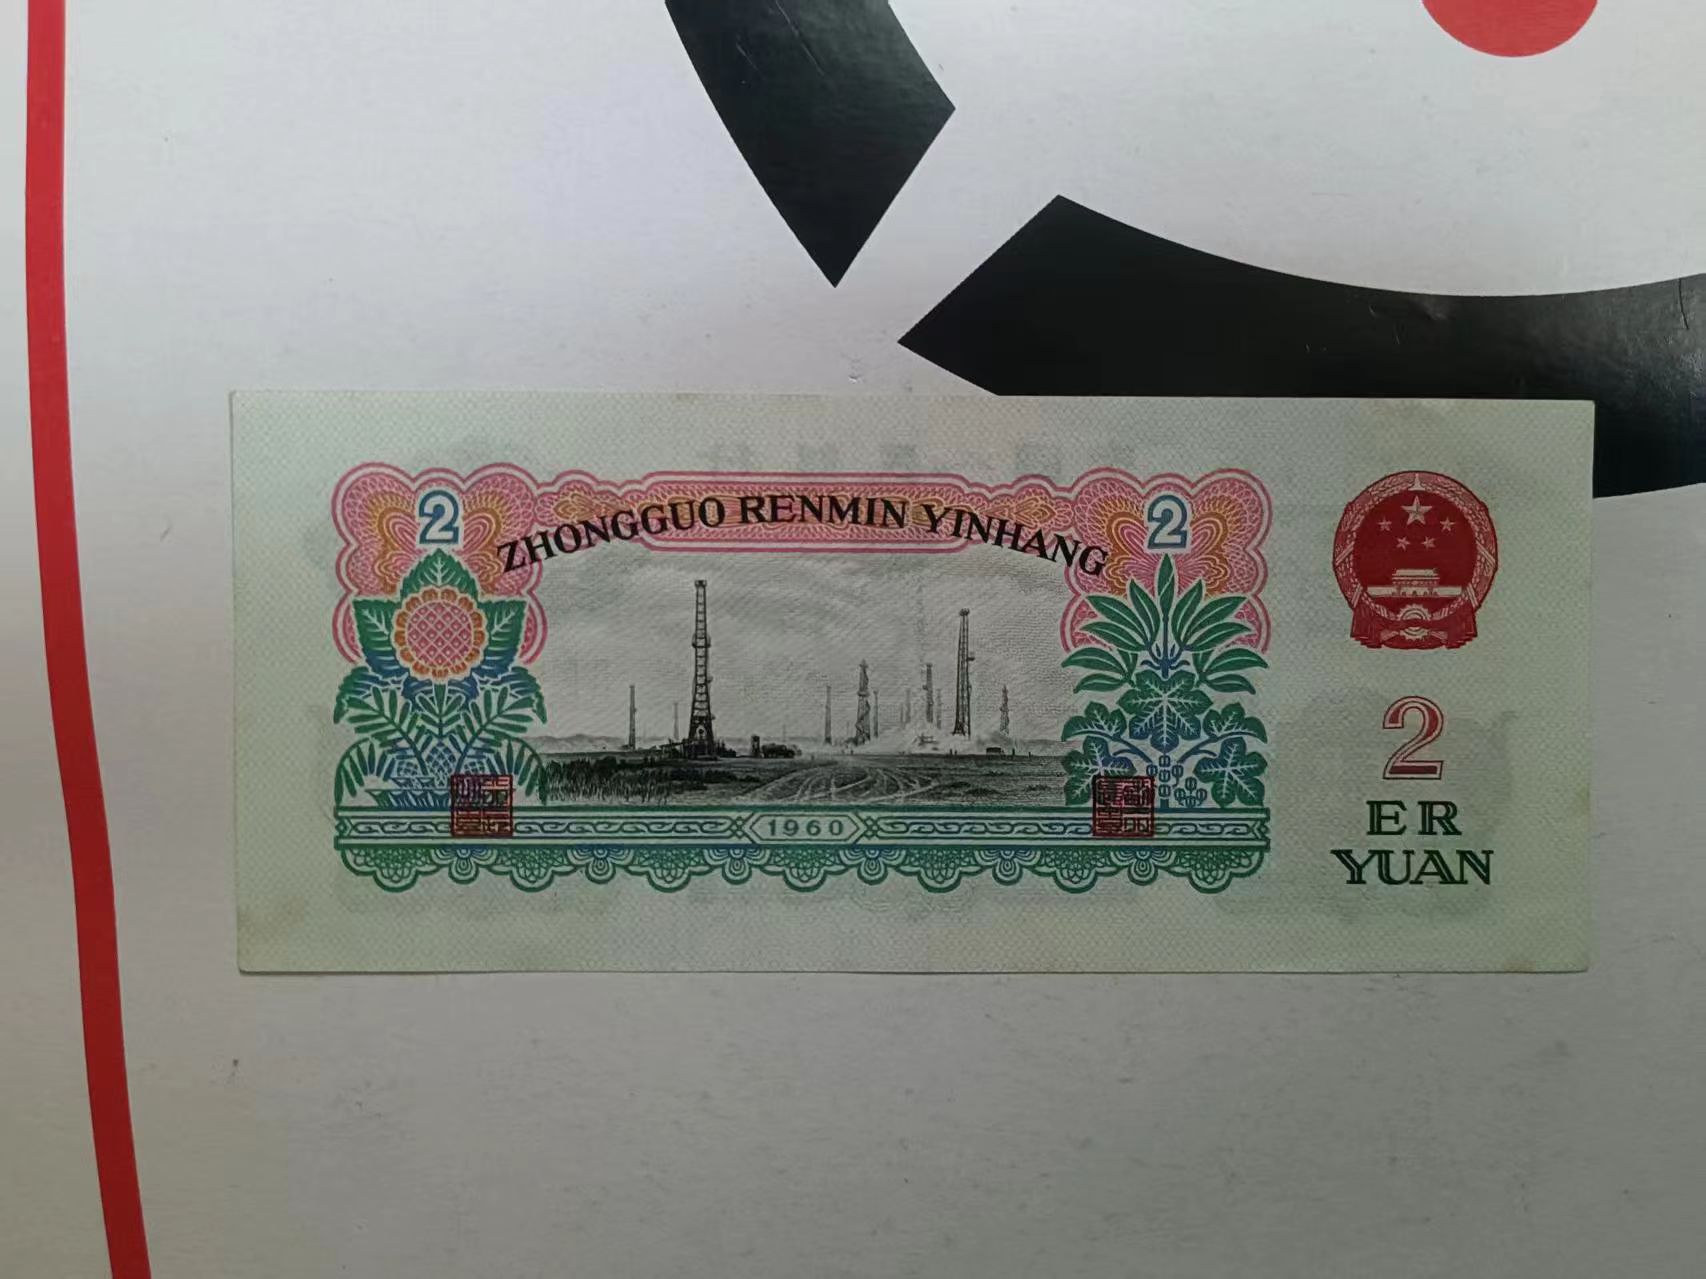 2
ZHONGGUO RENMIN YINHANG
2
1960
2
ER
YUAN